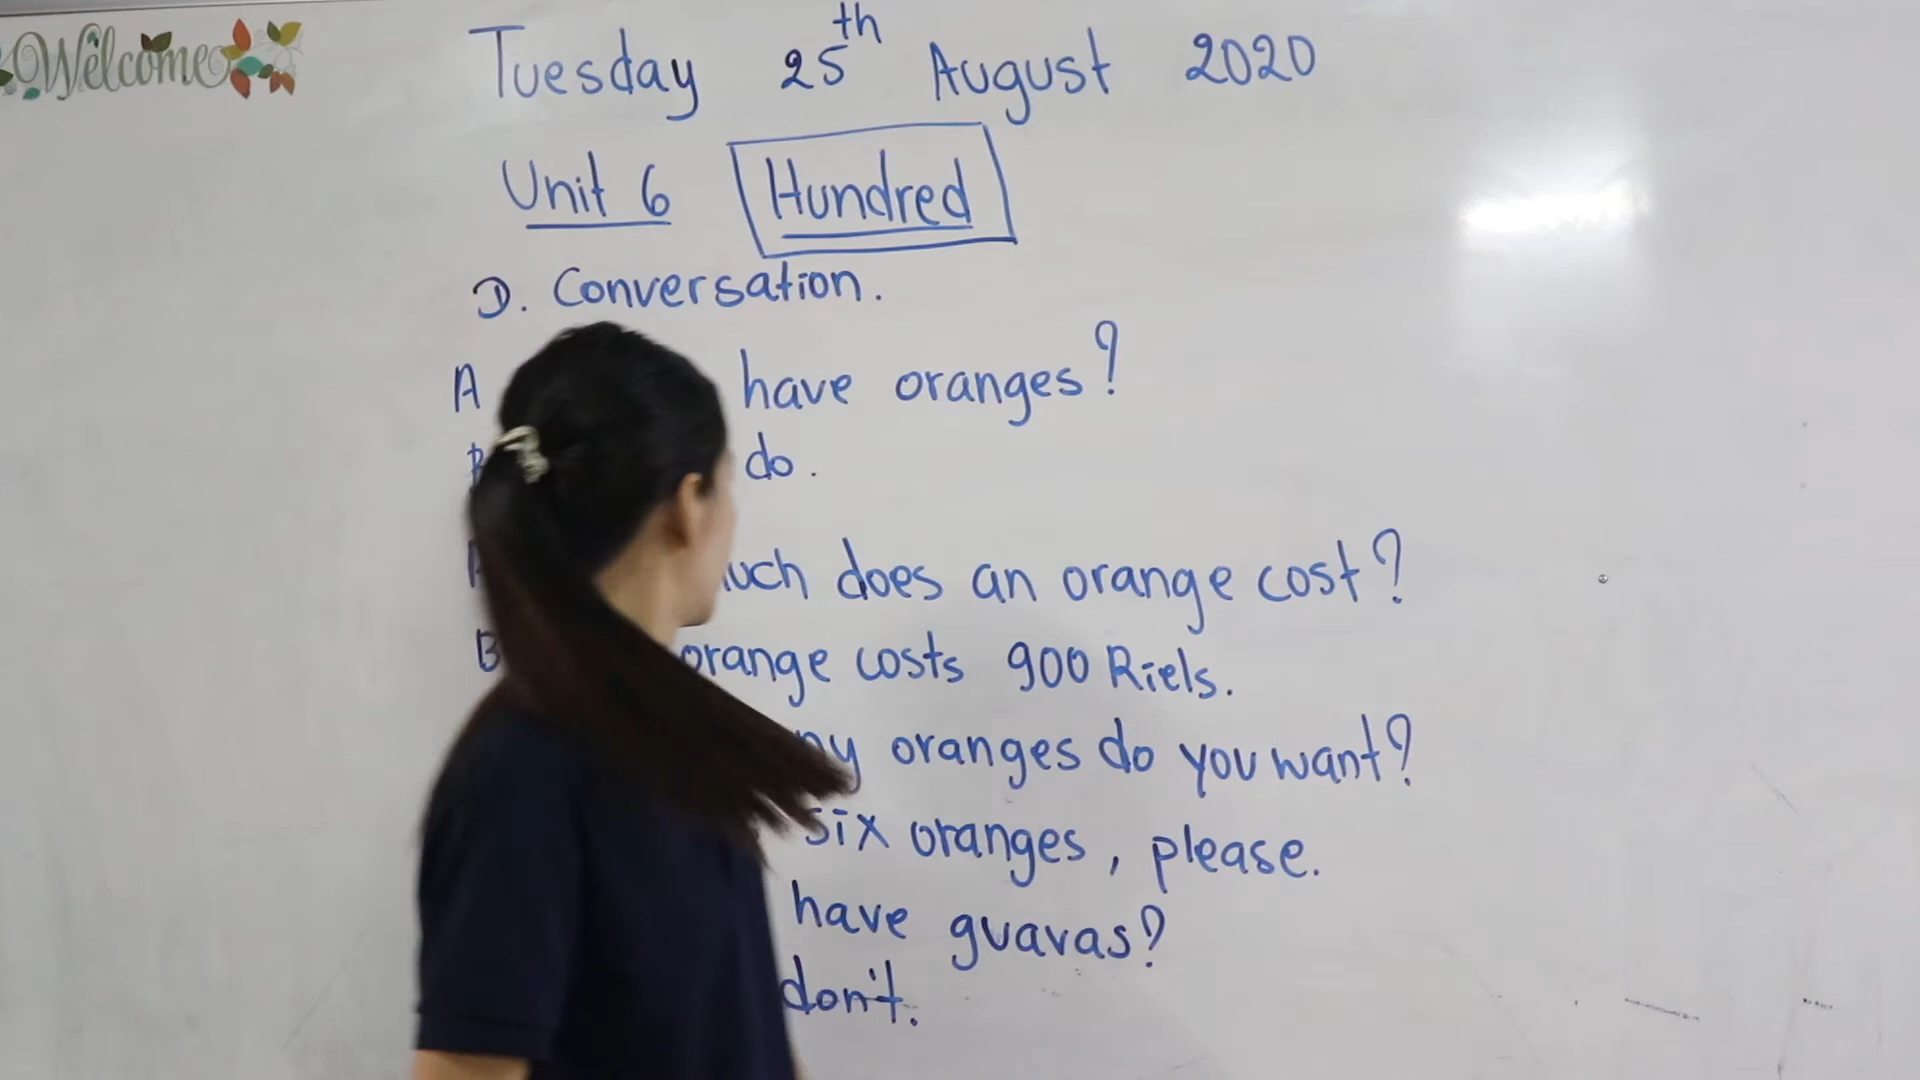 Welcome
Tuesday 25th August 2020
Unit 6 Hundred
D. Conversation.
A have oranges?
B do.
does an orange cost?
B orange costs 900 Riels.
oranges do you want?
six oranges, please.
have guavas?
don't.